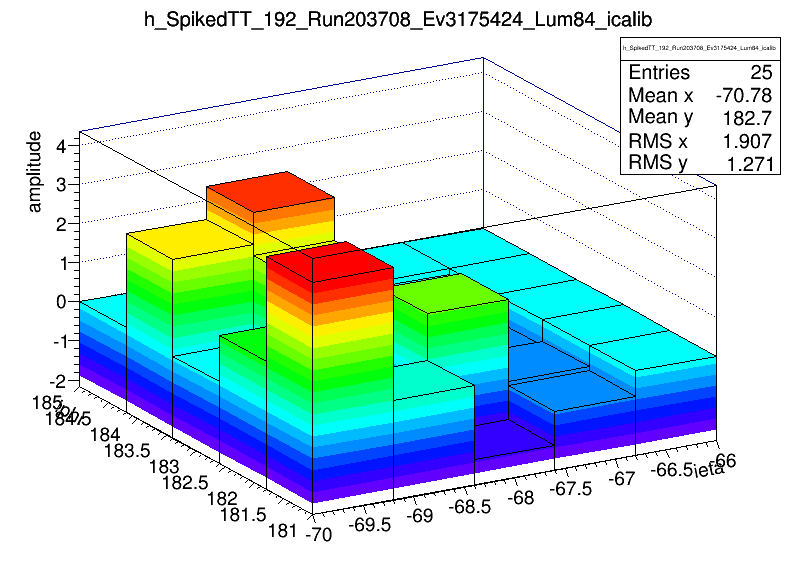 h_SpikedTT_192_Run203708_Ev3175424_Lum84_icalib
h_SpikedTT_192_Run203708_Ev3175424_Lum84_icalib
Entries 25
Mean x -70.78
Mean y 182.7
RMS x 1.907
RMS y 1.271
amplitude
4
3
2
1
0
-1
-2
185
184.5
184
183.5
183
182.5
182
181.5
181
-70
-69.5
-69
-68.5
-68
-67.5
-67
-66.5
-66
ieta